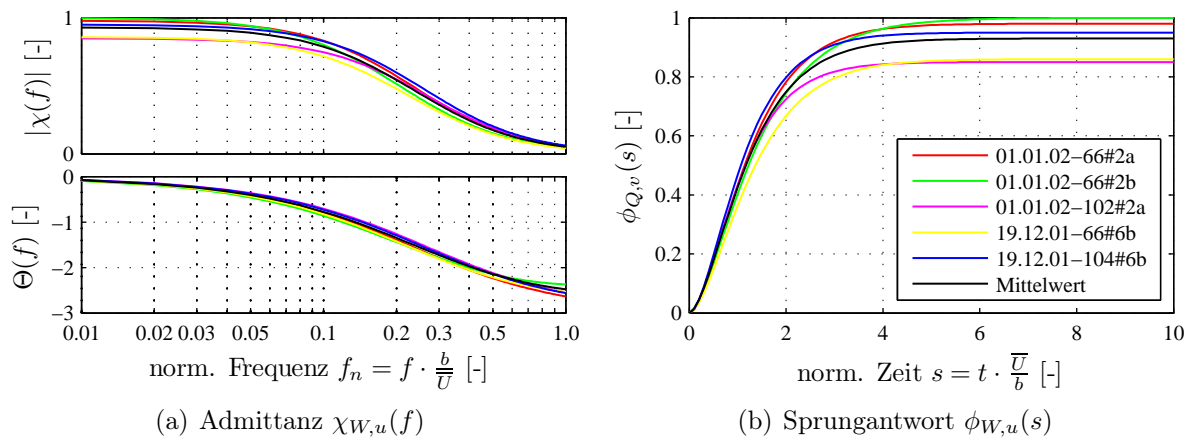 1
0
|χ(f)| [-]
0
−1
−2
−3
Θ(f) [-]
0.01 0.02 0.03 0.05 0.1 0.2 0.3 0.5 1.0
norm. Frequenz f_n = f · b/U̅ [-]
(a) Admittanz χ_{W,u}(f)
1
0.8
0.6
0.4
0.2
0
ϕ_{Q,v}(s) [-]
01.01.02−66#2a
01.01.02−66#2b
01.01.02−102#2a
19.12.01−66#6b
19.12.01−104#6b
Mittelwert
0 2 4 6 8 10
norm. Zeit s = t · U̅/b [-]
(b) Sprungantwort ϕ_{W,u}(s)